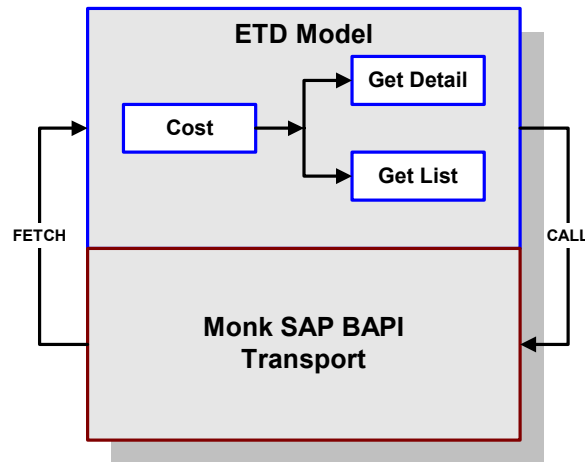 ETD Model
Get Detail
Cost
Get List
FETCH
CALL
Monk SAP BAPI
Transport